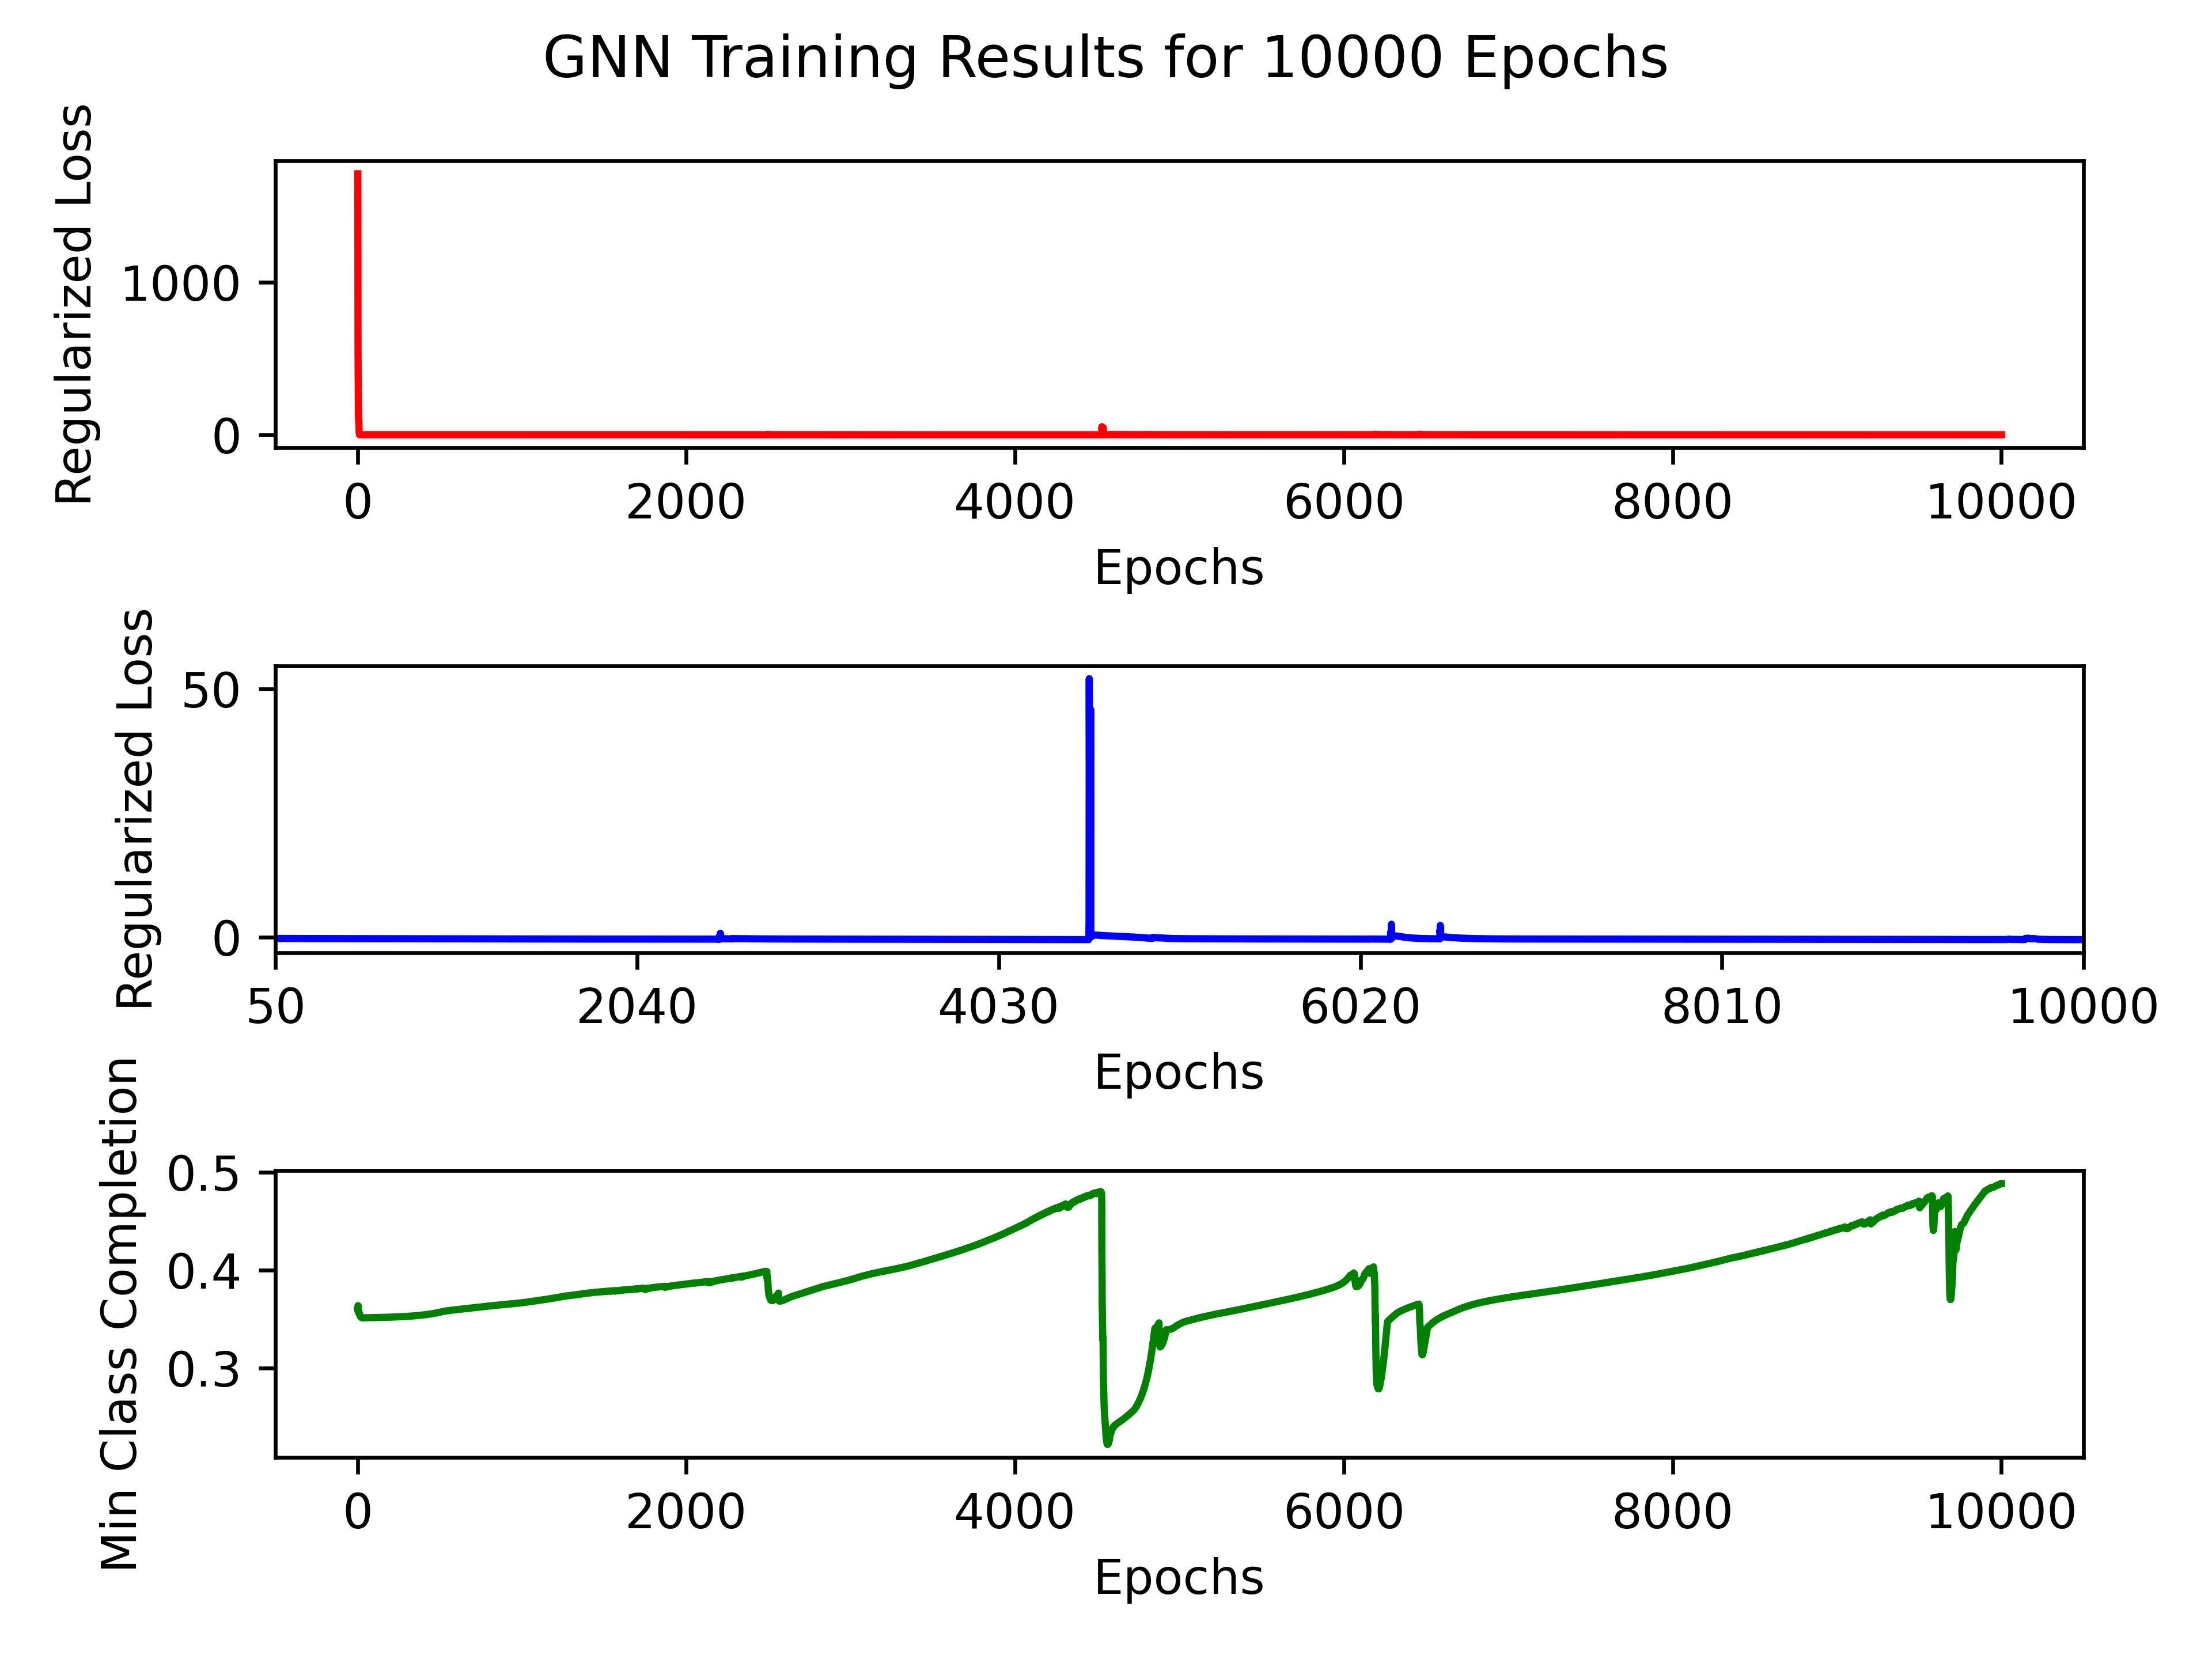 GNN Training Results for 10000 Epochs
Regularized Loss
1000
0
0 2000 4000 6000 8000 10000
Epochs
Regularized Loss
50
0
50 2040 4030 6020 8010 10000
Epochs
Min Class Completion
0.5
0.4
0.3
0 2000 4000 6000 8000 10000
Epochs